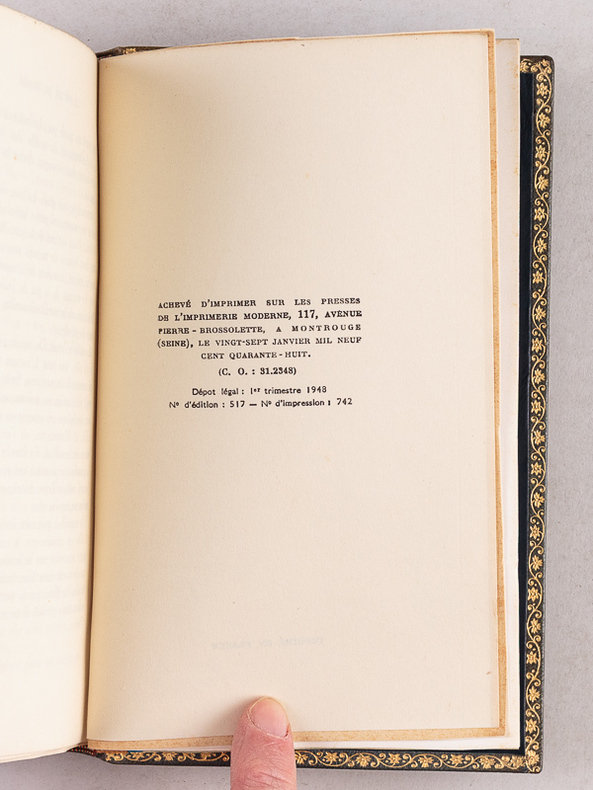 ACHEVÉ D'IMPRIMER SUR LES PRESSES
DE L'IMPRIMERIE MODERNE, 117, AVENUE
PIERRE-BROSSOLETTE, A MONTROUGE
(SEINE), LE VINGT-SEPT JANVIER MIL NEUF
CENT QUARANTE-HUIT.
(C. O. : 31.2348)
Dépot légal : 1er trimestre 1948
No d'édition : 517 — No d'impression : 742